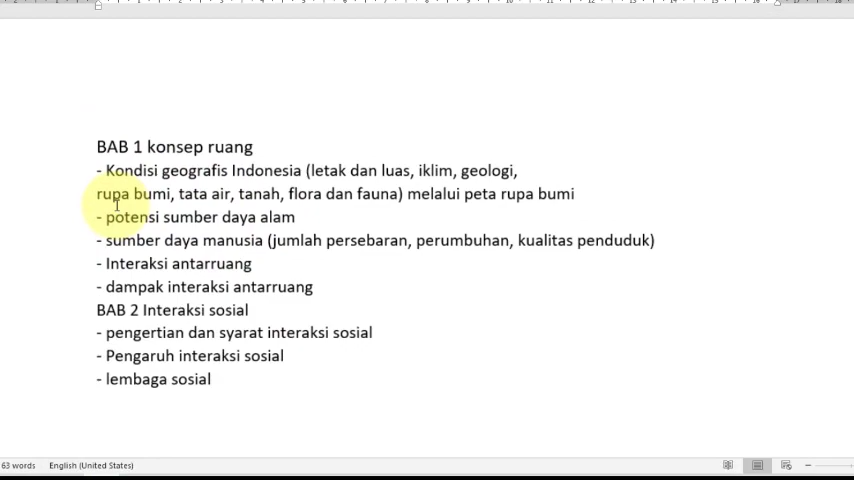 BAB 1 konsep ruang
- Kondisi geografis Indonesia (letak dan luas, iklim, geologi,
rupa bumi, tata air, tanah, flora dan fauna) melalui peta rupa bumi
- potensi sumber daya alam
- sumber daya manusia (jumlah persebaran, perumbuhan, kualitas penduduk)
- Interaksi antarruang
- dampak interaksi antarruang
BAB 2 Interaksi sosial
- pengertian dan syarat interaksi sosial
- Pengaruh interaksi sosial
- lembaga sosial
63 words English (United States)